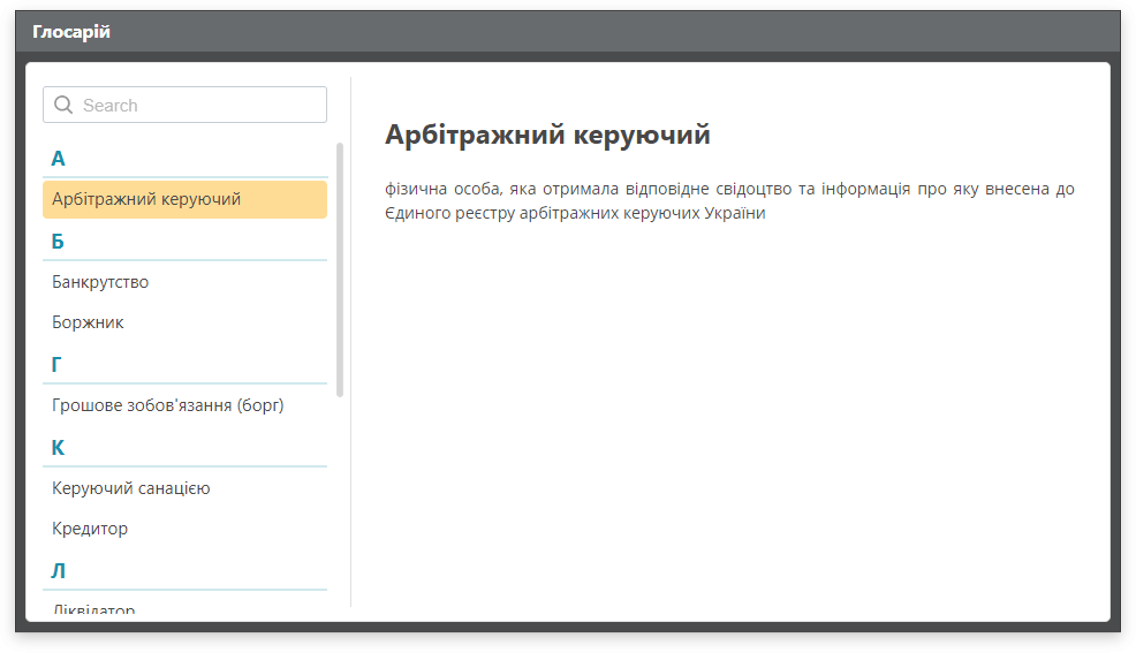 Глосарій
Search
А
Арбітражний керуючий
Б
Банкрутство
Боржник
Г
Грошове зобов'язання (борг)
К
Керуючий санацією
Кредитор
Л
Ліквідатор
Арбітражний керуючий
фізична особа, яка отримала відповідне свідоцтво та інформація про яку внесена до
Єдиного реєстру арбітражних керуючих України